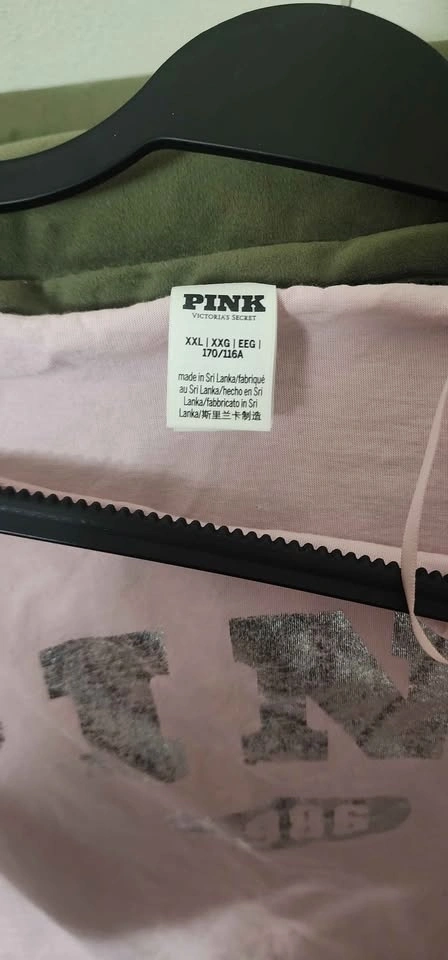 PINK
VICTORIA'S SECRET
XXL | XXG | EEG |
170/116A
made in Sri Lanka/fabriqué
au Sri Lanka/hecho en Sri
Lanka/fabbricato in Sri
Lanka/斯里兰卡制造
IN